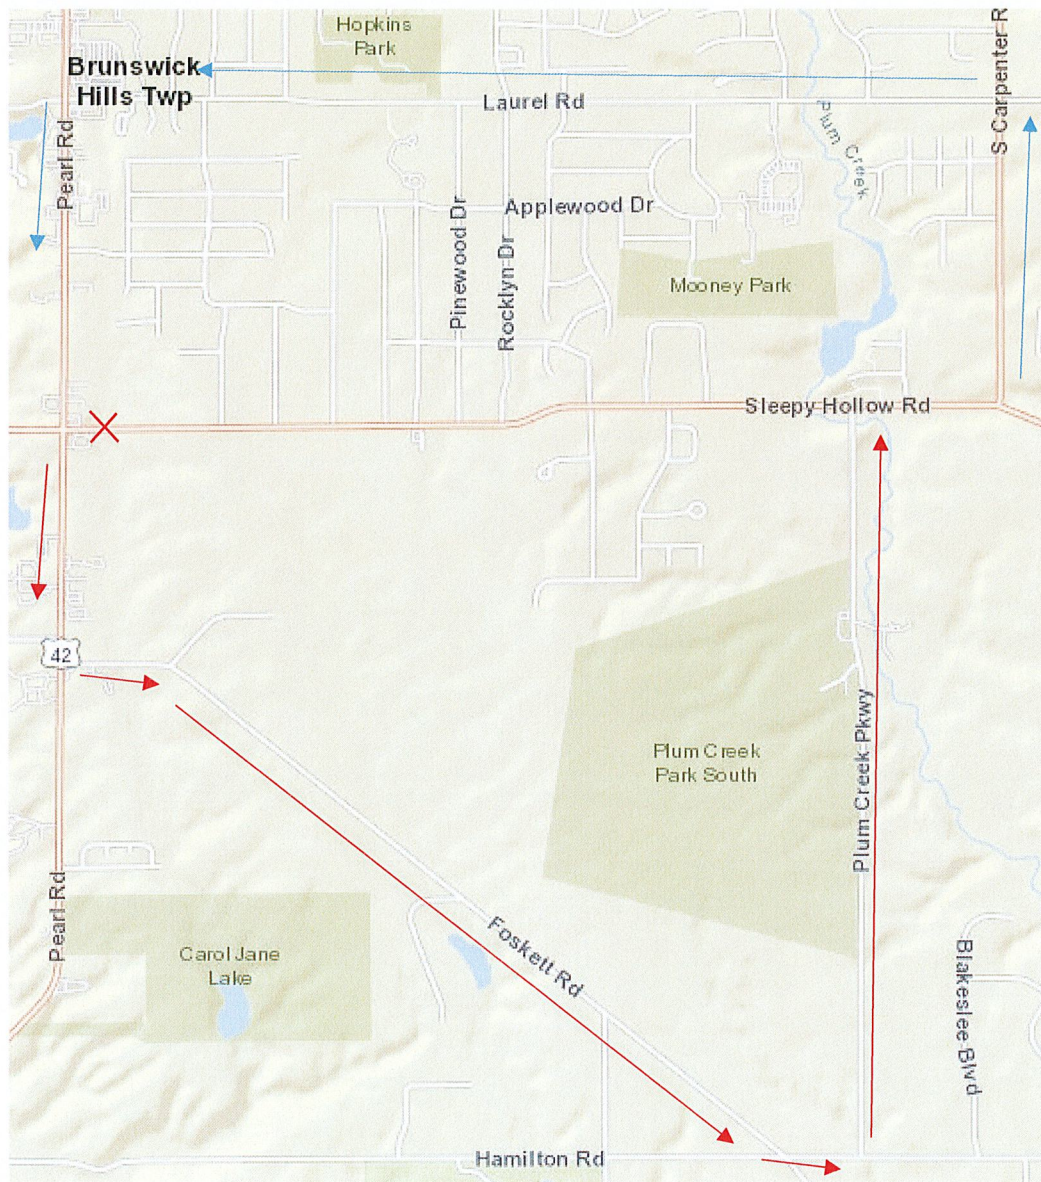 Hopkins
Park
Brunswick
Hills Twp
Laurel Rd
S Carpenter R
Plum Creek
Pearl Rd
Applewood Dr
Pinewood Dr
Rocklyn Dr
Mooney Park
Sleepy Hollow Rd
42
Plum Creek
Park South
Plum Creek Pkwy
Pearl Rd
Carol Jane
Lake
Foskett Rd
Blakeslee Blvd
Hamilton Rd